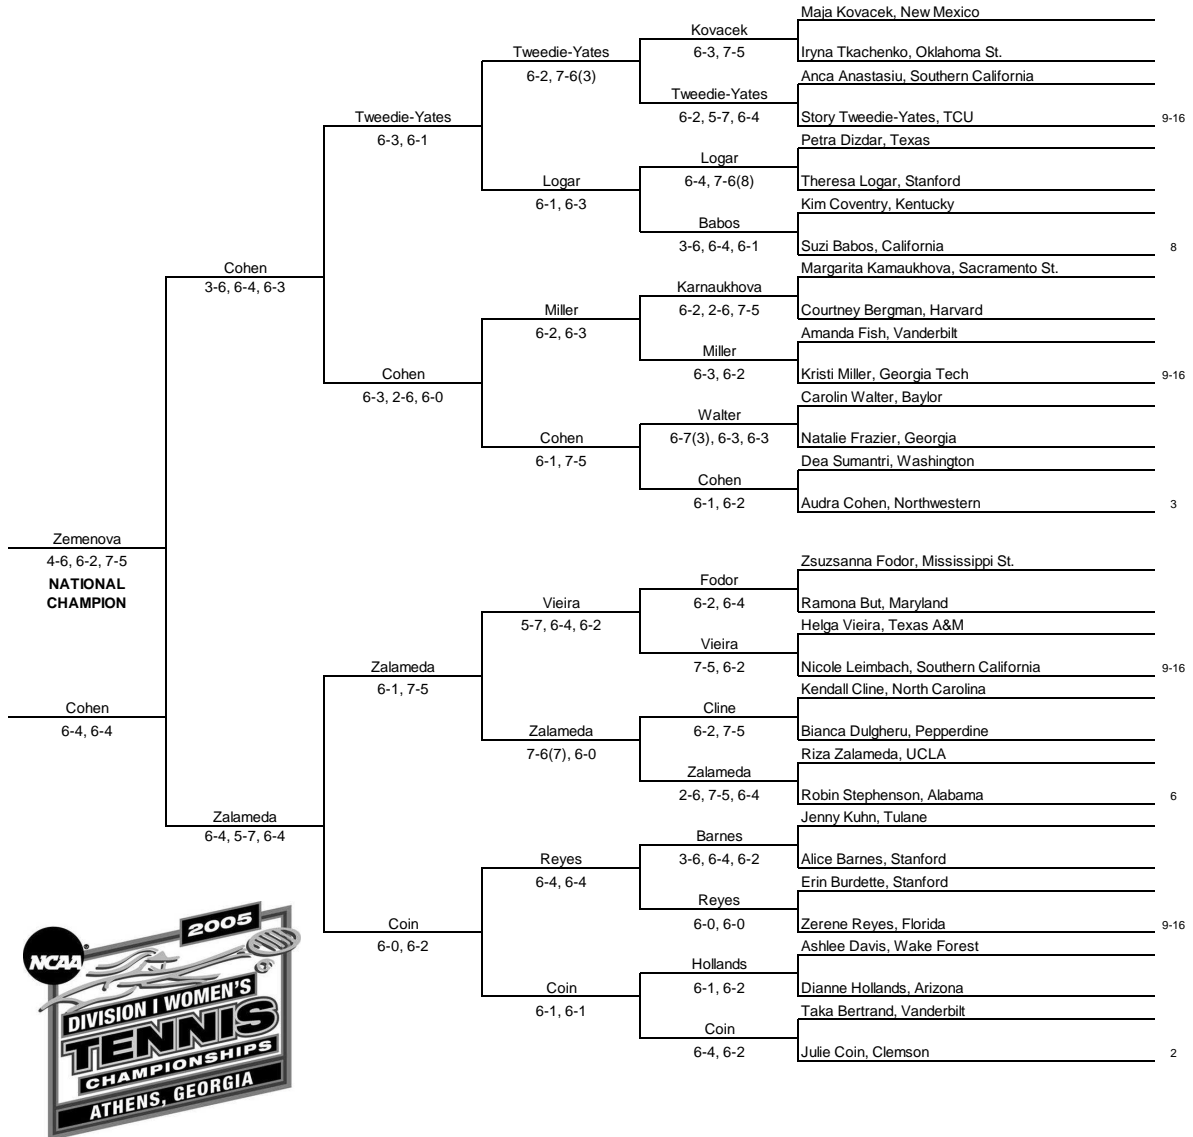 Maja Kovacek, New Mexico
Kovacek
6-3, 7-5
Iryna Tkachenko, Oklahoma St.
Tweedie-Yates
6-2, 7-6(3)
Anca Anastasiu, Southern California
Tweedie-Yates
6-2, 5-7, 6-4
Story Tweedie-Yates, TCU 9-16
Tweedie-Yates
6-3, 6-1
Petra Dizdar, Texas
Logar
6-4, 7-6(8)
Theresa Logar, Stanford
Logar
6-1, 6-3
Kim Coventry, Kentucky
Babos
3-6, 6-4, 6-1
Suzi Babos, California 8
Cohen
3-6, 6-4, 6-3
Margarita Kamaukhova, Sacramento St.
Karnaukhova
6-2, 2-6, 7-5
Courtney Bergman, Harvard
Miller
6-2, 6-3
Amanda Fish, Vanderbilt
Miller
6-3, 6-2
Kristi Miller, Georgia Tech 9-16
Cohen
6-3, 2-6, 6-0
Carolin Walter, Baylor
Walter
6-7(3), 6-3, 6-3
Natalie Frazier, Georgia
Cohen
6-1, 7-5
Dea Sumantri, Washington
Cohen
6-1, 6-2
Audra Cohen, Northwestern 3
Zemenova
4-6, 6-2, 7-5
NATIONAL
CHAMPION
Zsuzsanna Fodor, Mississippi St.
Fodor
6-2, 6-4
Ramona But, Maryland
Vieira
5-7, 6-4, 6-2
Helga Vieira, Texas A&M
Vieira
7-5, 6-2
Nicole Leimbach, Southern California 9-16
Zalameda
6-1, 7-5
Kendall Cline, North Carolina
Cline
6-2, 7-5
Bianca Dulgheru, Pepperdine
Cohen
6-4, 6-4
Zalameda
7-6(7), 6-0
Riza Zalameda, UCLA
Zalameda
2-6, 7-5, 6-4
Robin Stephenson, Alabama 6
Zalameda
6-4, 5-7, 6-4
Jenny Kuhn, Tulane
Barnes
3-6, 6-4, 6-2
Alice Barnes, Stanford
Reyes
6-4, 6-4
Erin Burdette, Stanford
Reyes
6-0, 6-0
Zerene Reyes, Florida 9-16
Coin
6-0, 6-2
Ashlee Davis, Wake Forest
Hollands
6-1, 6-2
Dianne Hollands, Arizona
Coin
6-1, 6-1
Taka Bertrand, Vanderbilt
Coin
6-4, 6-2
Julie Coin, Clemson 2
2005
NCAA®
DIVISION I WOMEN'S
TENNIS
CHAMPIONSHIPS
ATHENS, GEORGIA